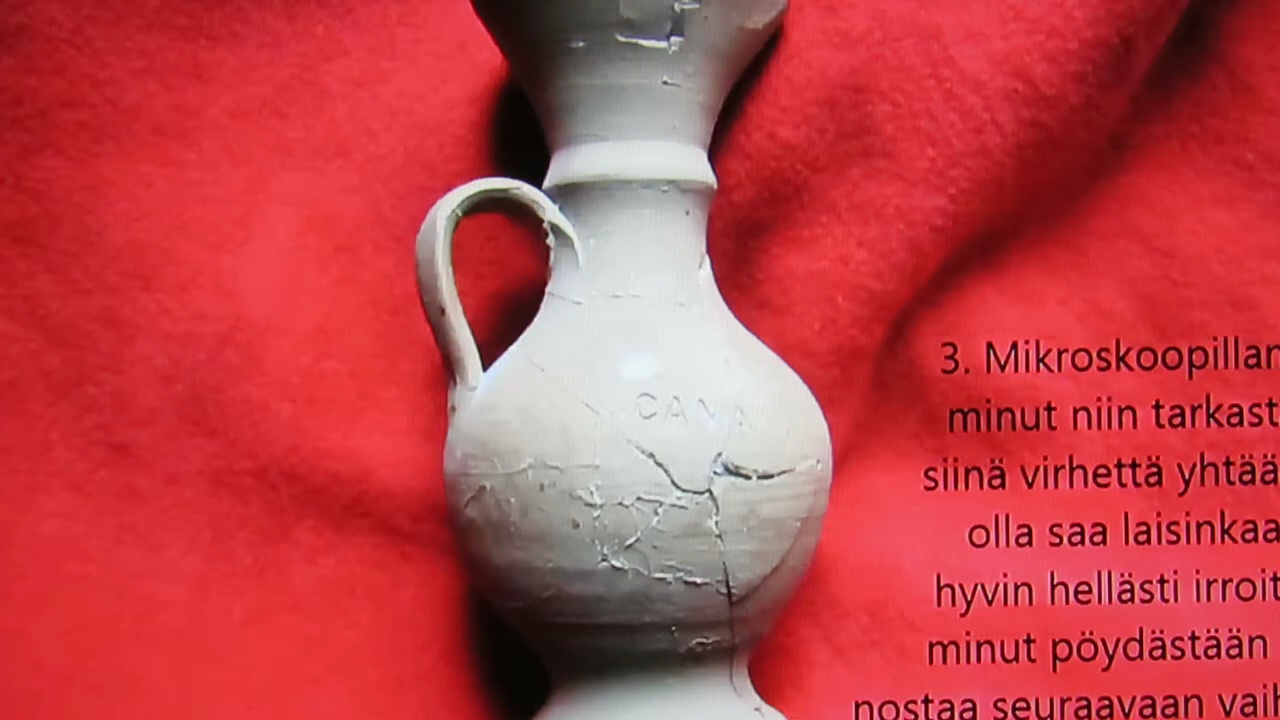 CANA
3. Mikroskoopillan
minut niin tarkast
siinä virhettä yhtää
olla saa laisinkaa
hyvin hellästi irroit
minut pöydästään
nostaa seuraavaan vaih